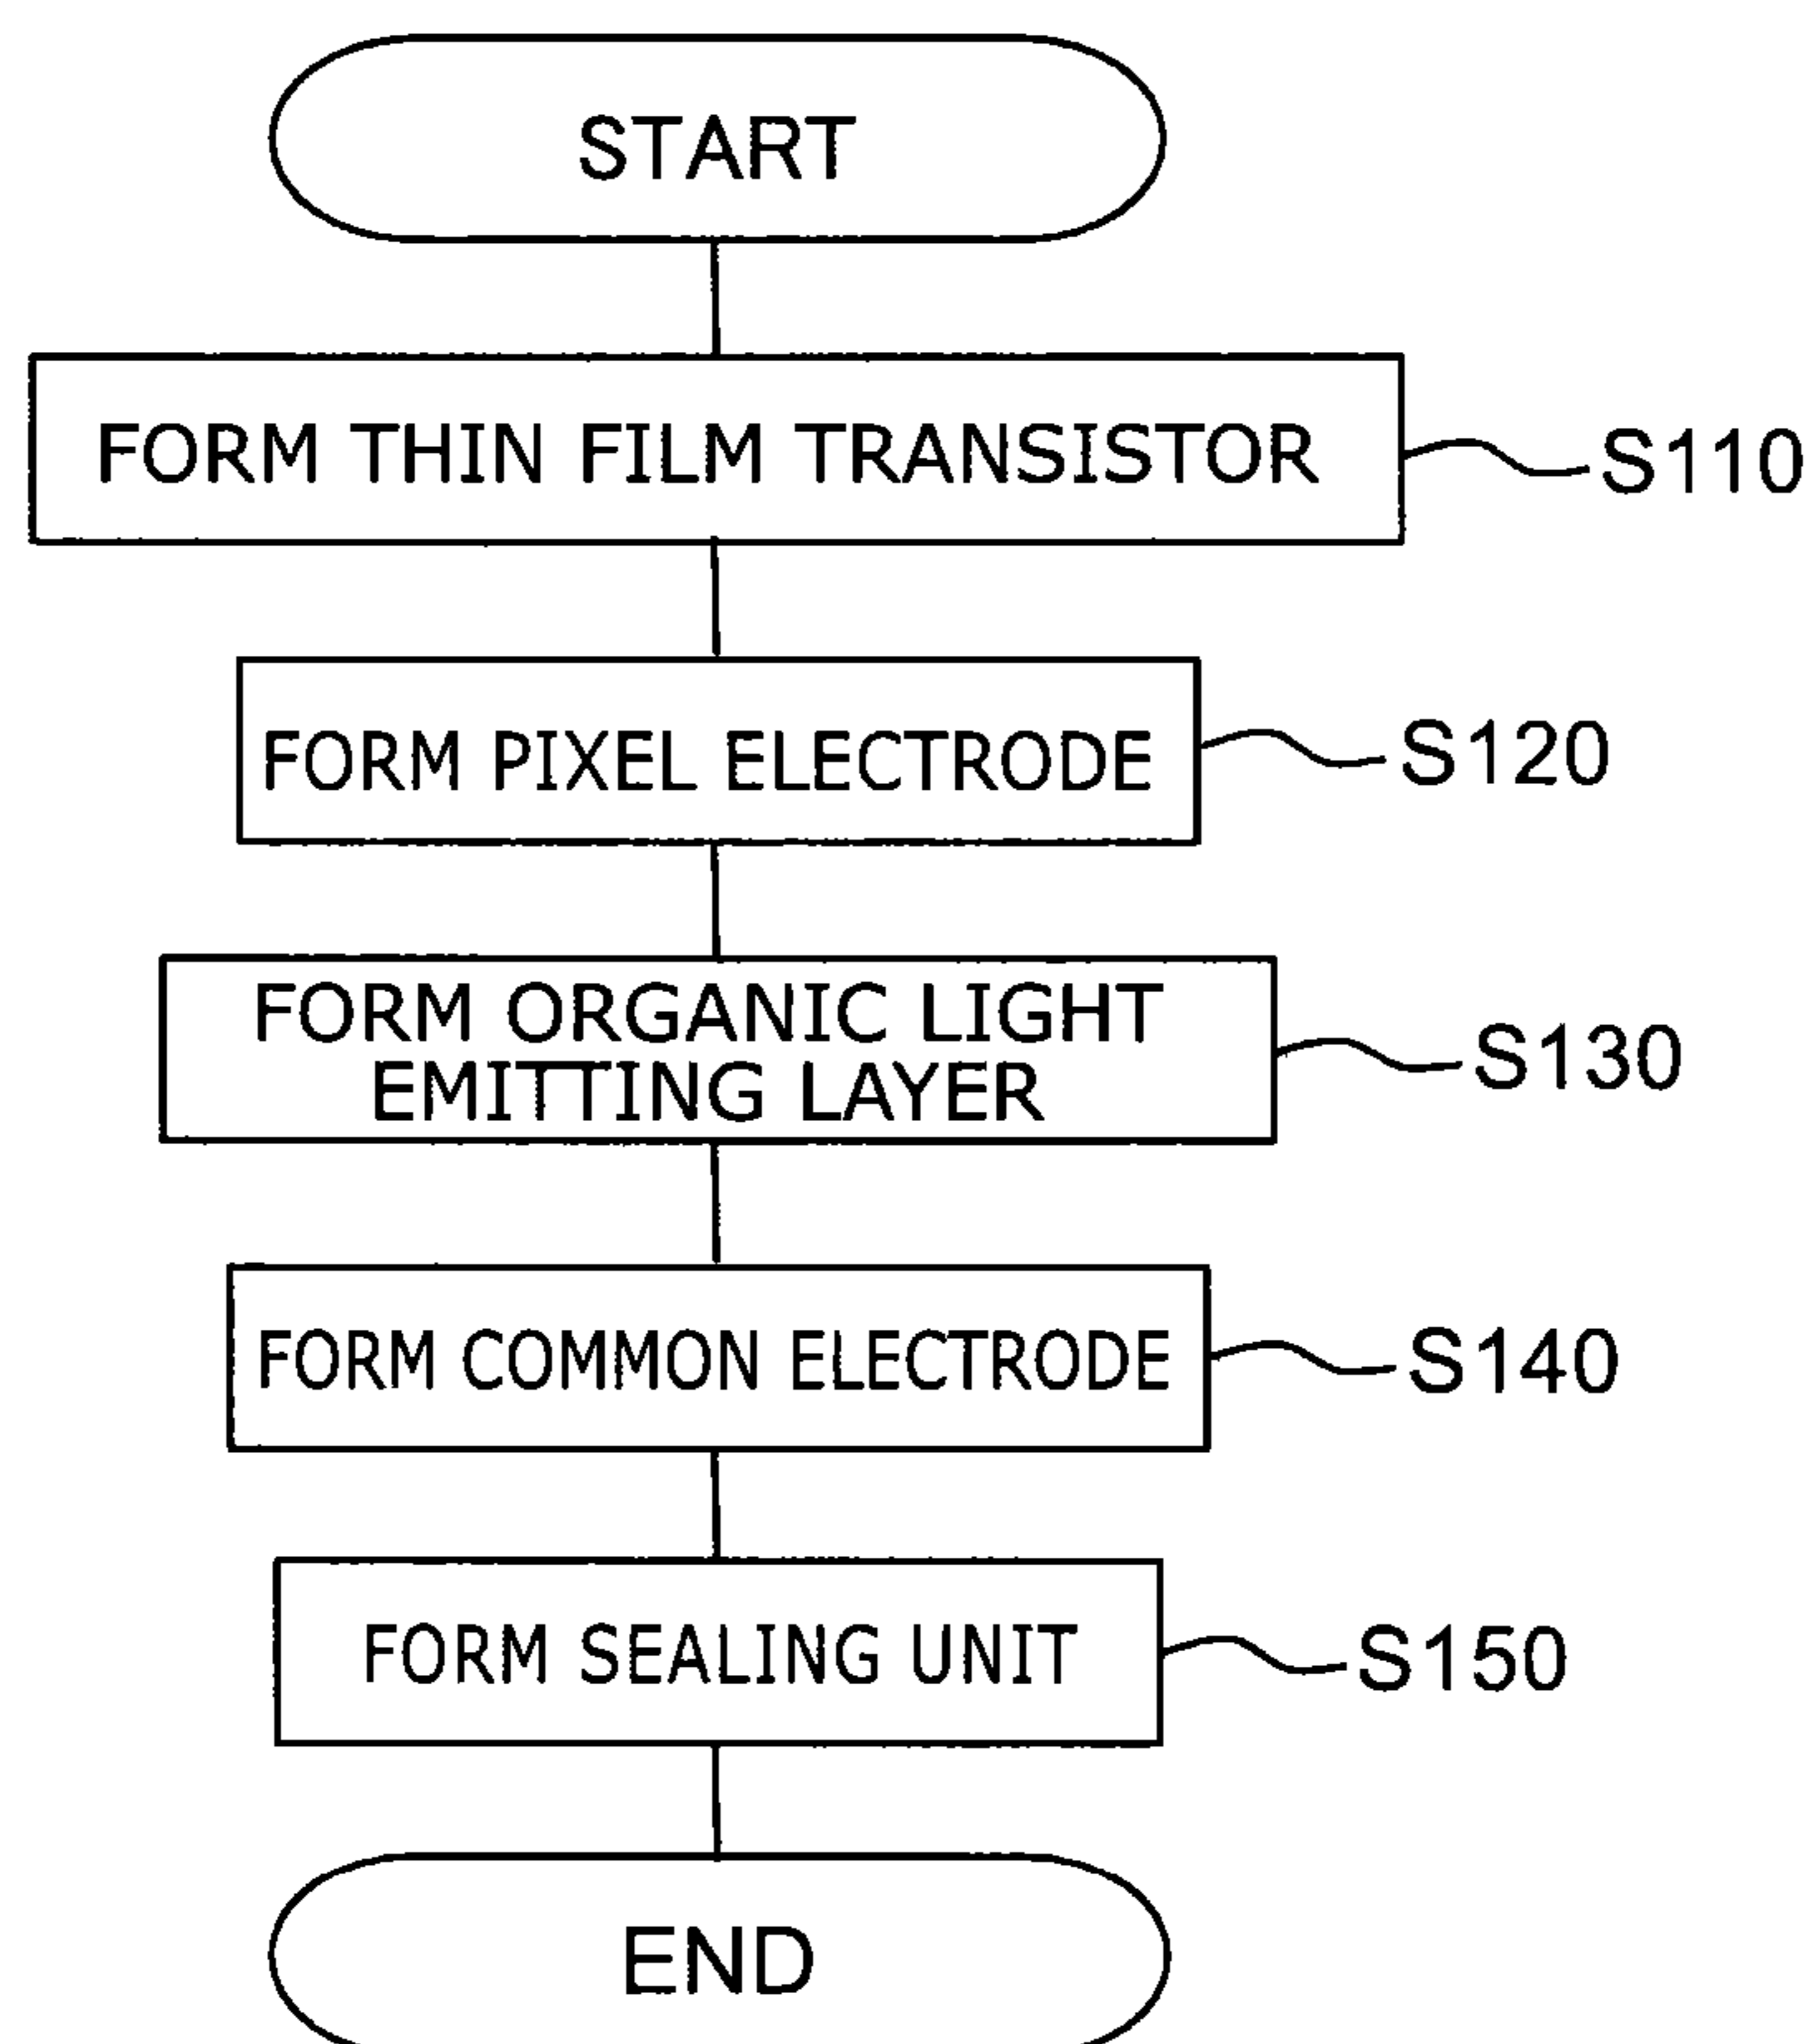 START
FORM THIN FILM TRANSISTOR
S110
FORM PIXEL ELECTRODE
S120
FORM ORGANIC LIGHT
EMITTING LAYER
S130
FORM COMMON ELECTRODE
S140
FORM SEALING UNIT
S150
END